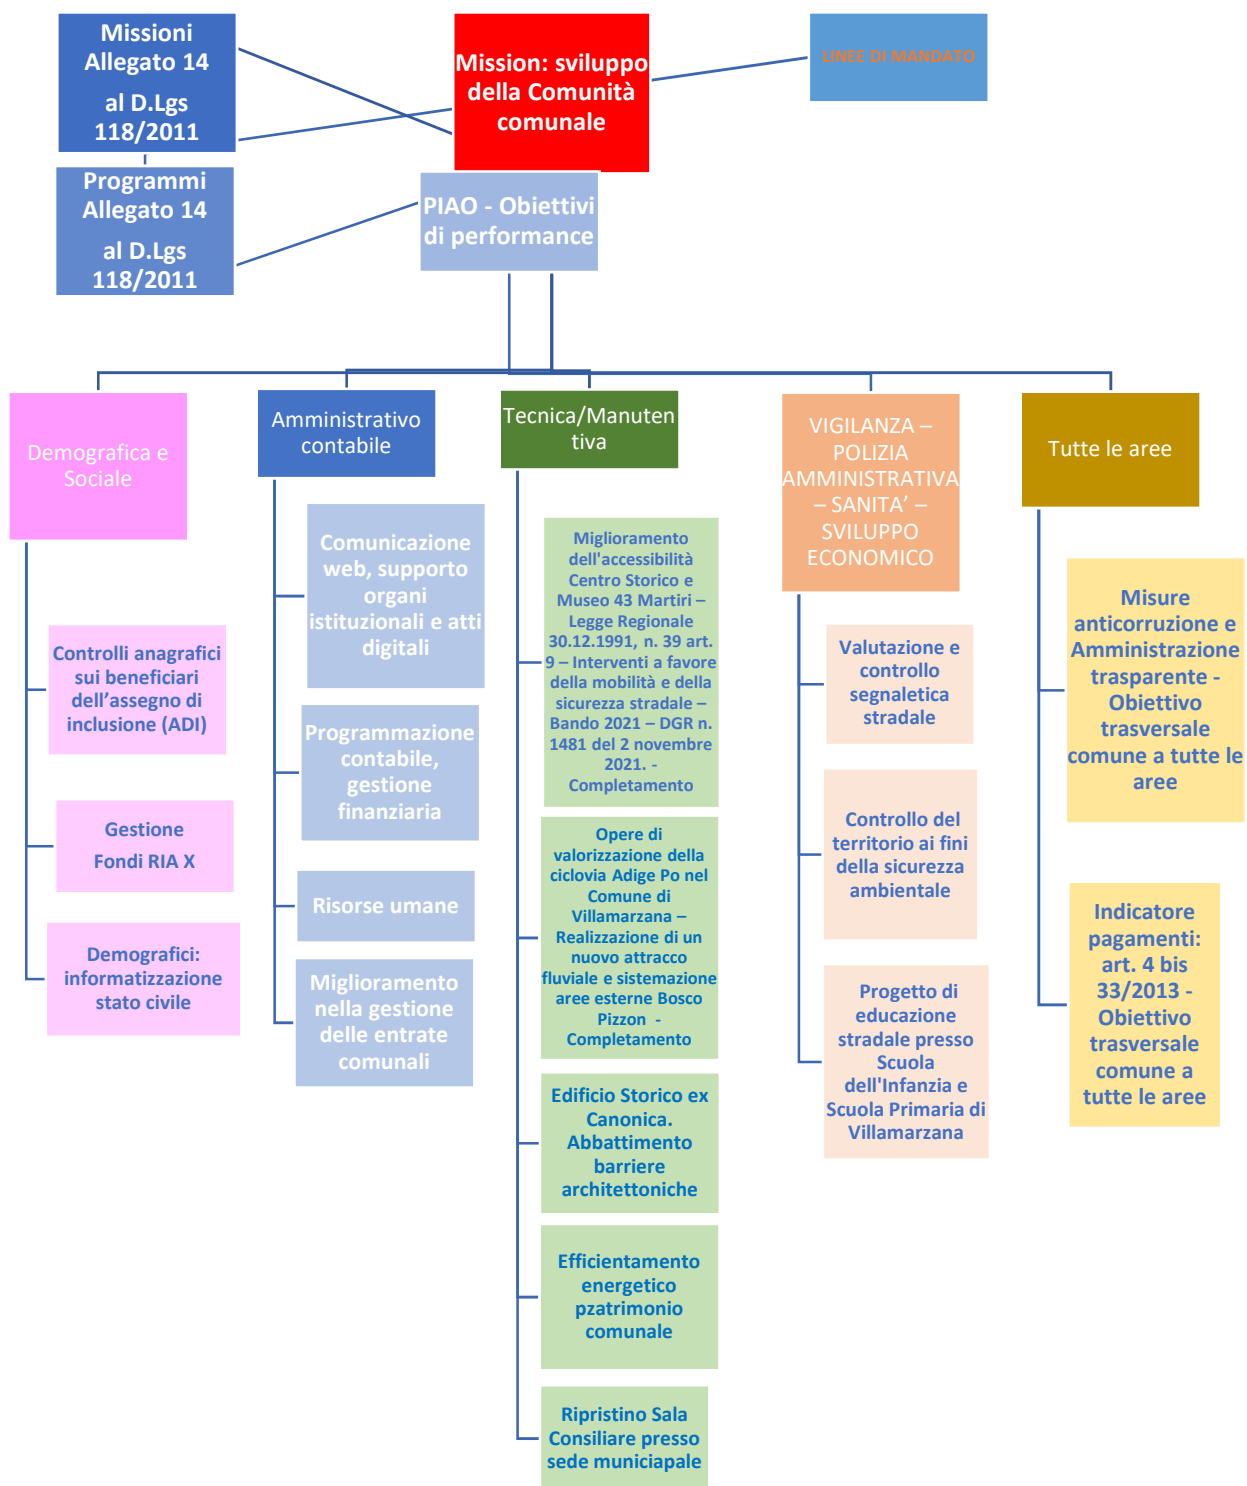 Missioni
Allegato 14
al D.Lgs
118/2011
Mission: sviluppo
della Comunità
comunale
LINEE DI MANDATO
Programmi
Allegato 14
al D.Lgs
118/2011
PIAO - Obiettivi
di performance
Demografica e
Sociale
Controlli anagrafici
sui beneficiari
dell’assegno di
inclusione (ADI)
Gestione
Fondi RIA X
Demografici:
informatizzazione
stato civile
Amministrativo
contabile
Comunicazione
web, supporto
organi
istituzionali e atti
digitali
Programmazione
contabile,
gestione
finanziaria
Risorse umane
Miglioramento
nella gestione
delle entrate
comunali
Tecnica/Manuten
tiva
Miglioramento
dell'accessibilità
Centro Storico e
Museo 43 Martiri –
Legge Regionale
30.12.1991, n. 39 art.
9 – Interventi a favore
della mobilità e della
sicurezza stradale –
Bando 2021 – DGR n.
1481 del 2 novembre
2021. -
Completamento
Opere di
valorizzazione della
ciclovia Adige Po nel
Comune di
Villamarzana –
Realizzazione di un
nuovo attracco
fluviale e sistemazione
aree esterne Bosco
Pizzon -
Completamento
Edificio Storico ex
Canonica.
Abbattimento
barriere
architettoniche
Efficientamento
energetico
pzatrimonio
comunale
Ripristino Sala
Consiliare presso
sede municiapale
VIGILANZA –
POLIZIA
AMMINISTRATIVA
– SANITA’ –
SVILUPPO
ECONOMICO
Valutazione e
controllo
segnaletica
stradale
Controllo del
territorio ai fini
della sicurezza
ambientale
Progetto di
educazione
stradale presso
Scuola
dell'Infanzia e
Scuola Primaria di
Villamarzana
Tutte le aree
Misure
anticorruzione e
Amministrazione
trasparente -
Obiettivo
trasversale
comune a tutte le
aree
Indicatore
pagamenti:
art. 4 bis
33/2013 -
Obiettivo
trasversale
comune a
tutte le aree